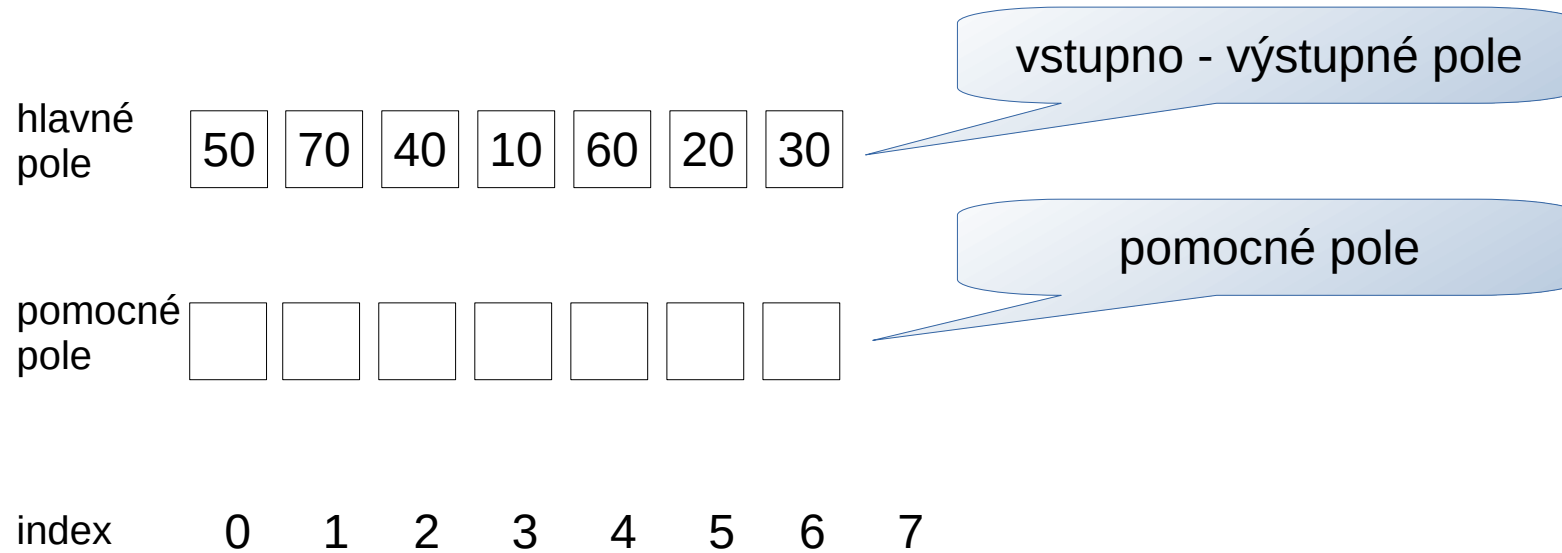 vstupno - výstupné pole
hlavné
pole
50 70 40 10 60 20 30
pomocné pole
pomocné
pole
index 0 1 2 3 4 5 6 7